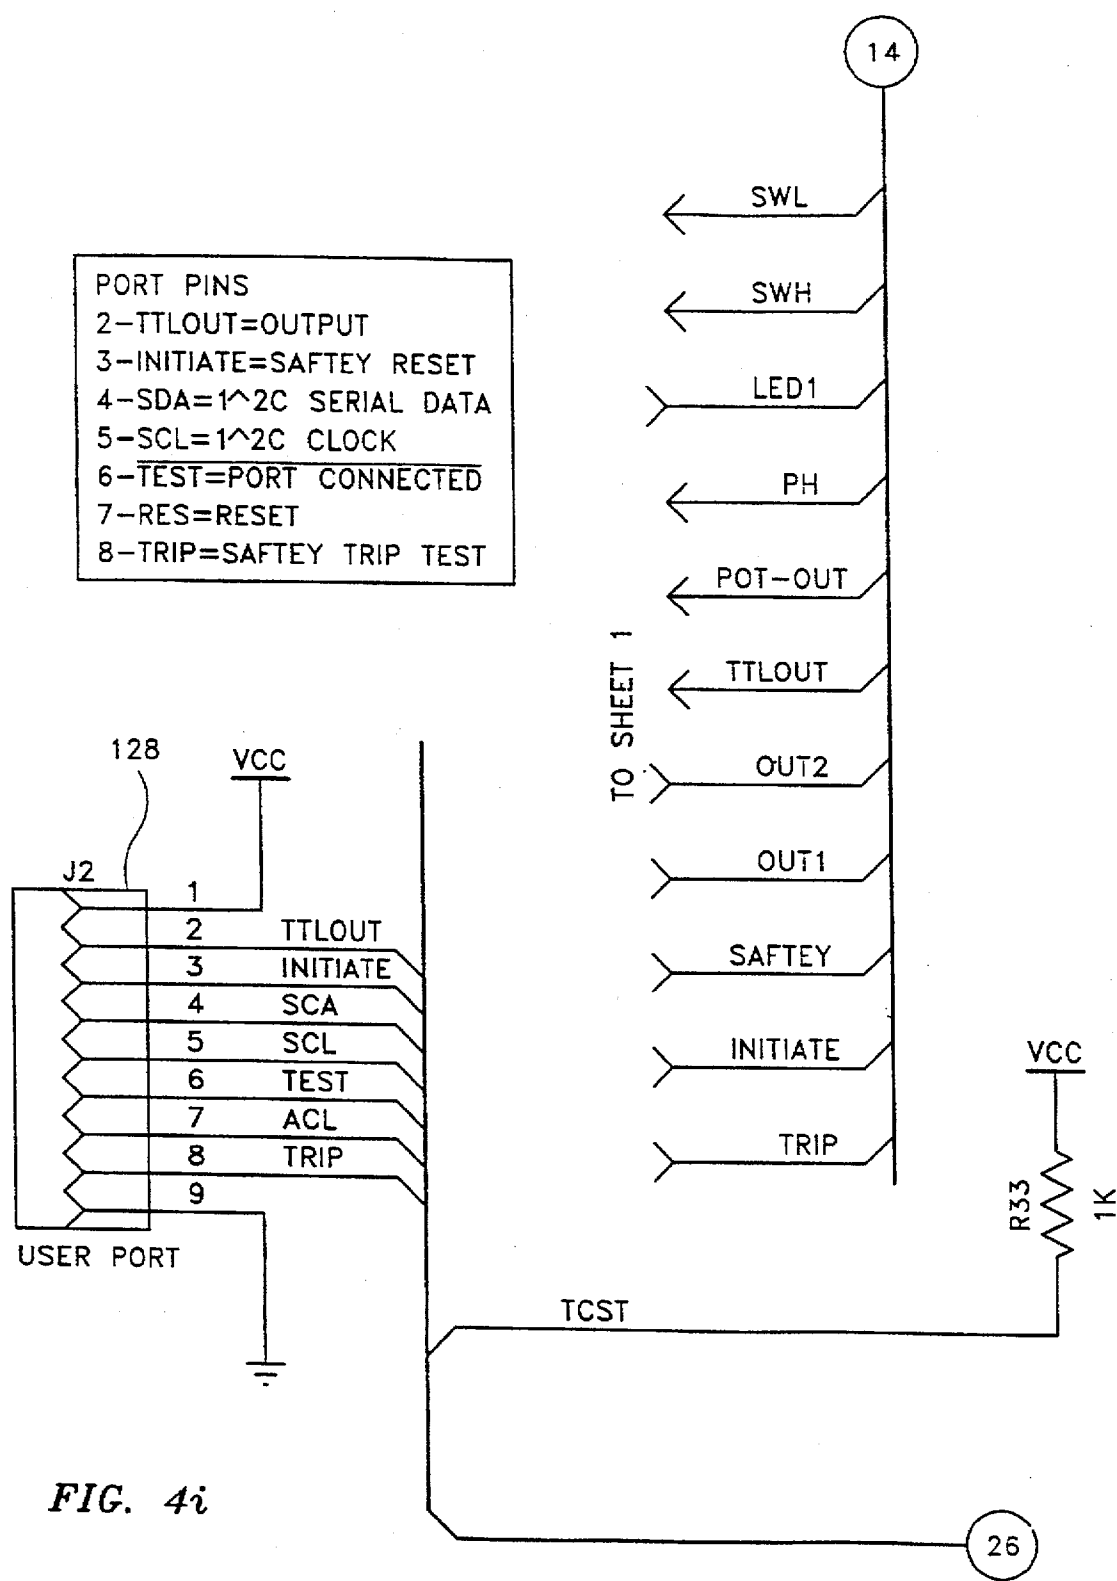 14
SWL
SWH
LED1
PH
POT-OUT
TTLOUT
OUT2
OUT1
SAFTEY
INITIATE
TRIP
TO SHEET 1
PORT PINS
2-TTLOUT=OUTPUT
3-INITIATE=SAFTEY RESET
4-SDA=1^2C SERIAL DATA
5-SCL=1^2C CLOCK
6-TEST=PORT CONNECTED
7-RES=RESET
8-TRIP=SAFTEY TRIP TEST
128
VCC
J2
1
2 TTLOUT
3 INITIATE
4 SCA
5 SCL
6 TEST
7 ACL
8 TRIP
9
USER PORT
VCC
R33
1K
TCST
26
FIG. 4i